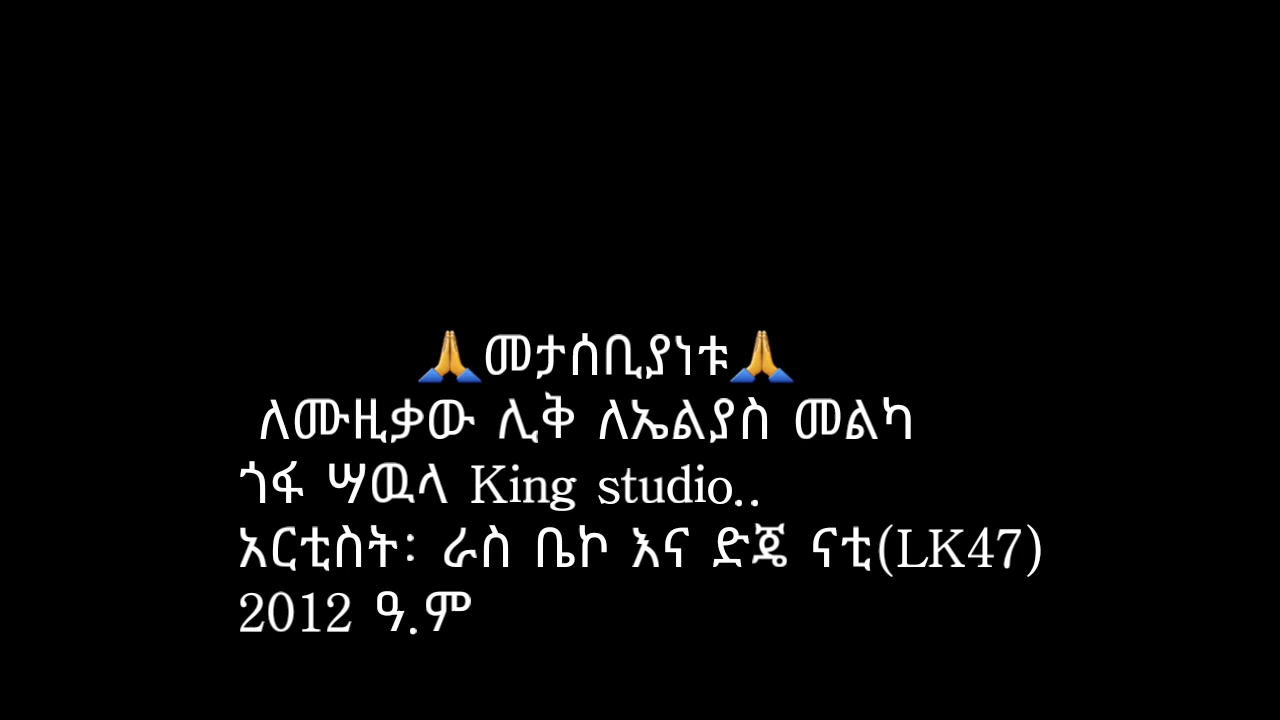 🙏መታሰቢያነቱ🙏
ለሙዚቃው ሊቅ ለኤልያስ መልካ
ጎፋ ሣዉላ King studio..
አርቲስት፡ ራስ ቤኮ እና ድጄ ናቲ(LK47)
2012 ዓ.ም